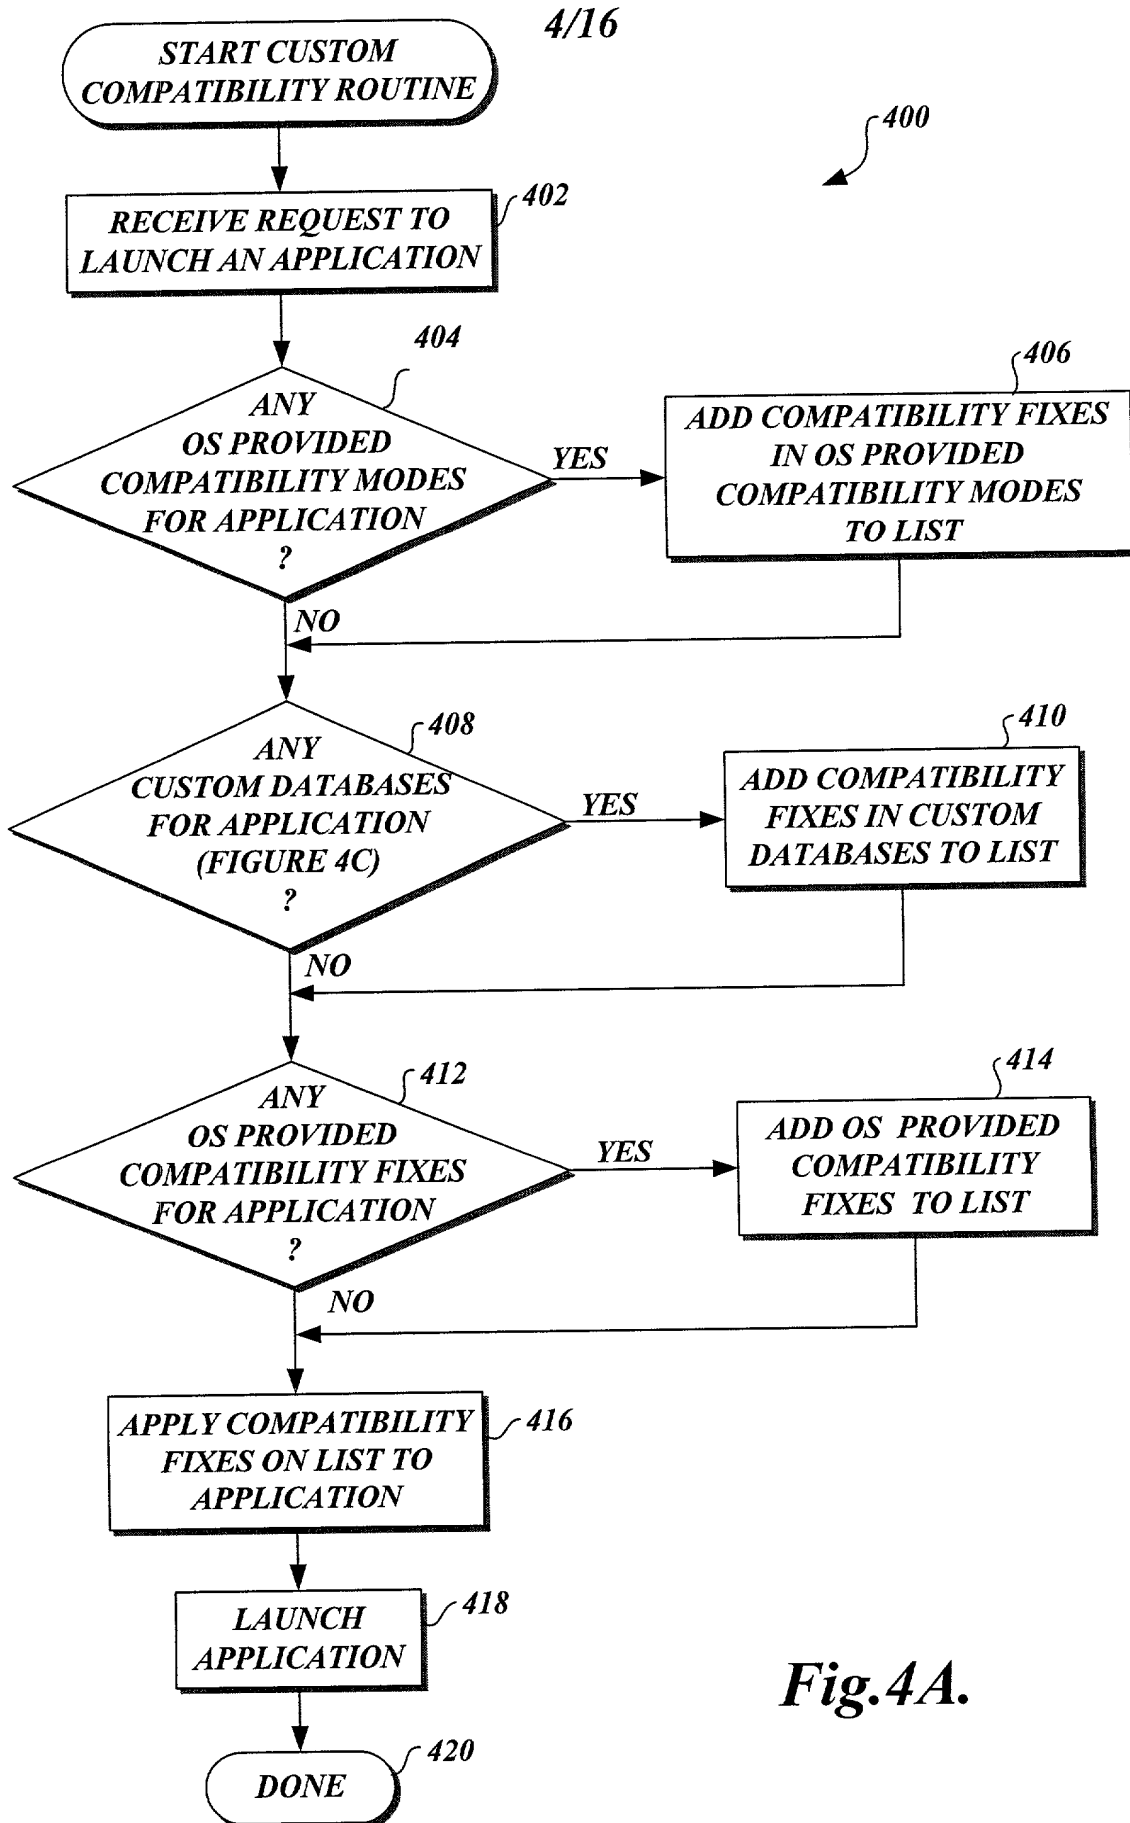 4/16
START CUSTOM
COMPATIBILITY ROUTINE
400
402
RECEIVE REQUEST TO
LAUNCH AN APPLICATION
404
ANY
OS PROVIDED
COMPATIBILITY MODES
FOR APPLICATION
?
YES
406
ADD COMPATIBILITY FIXES
IN OS PROVIDED
COMPATIBILITY MODES
TO LIST
NO
408
ANY
CUSTOM DATABASES
FOR APPLICATION
(FIGURE 4C)
?
YES
410
ADD COMPATIBILITY
FIXES IN CUSTOM
DATABASES TO LIST
NO
412
ANY
OS PROVIDED
COMPATIBILITY FIXES
FOR APPLICATION
?
YES
414
ADD OS PROVIDED
COMPATIBILITY
FIXES TO LIST
NO
416
APPLY COMPATIBILITY
FIXES ON LIST TO
APPLICATION
418
LAUNCH
APPLICATION
420
DONE
Fig.4A.